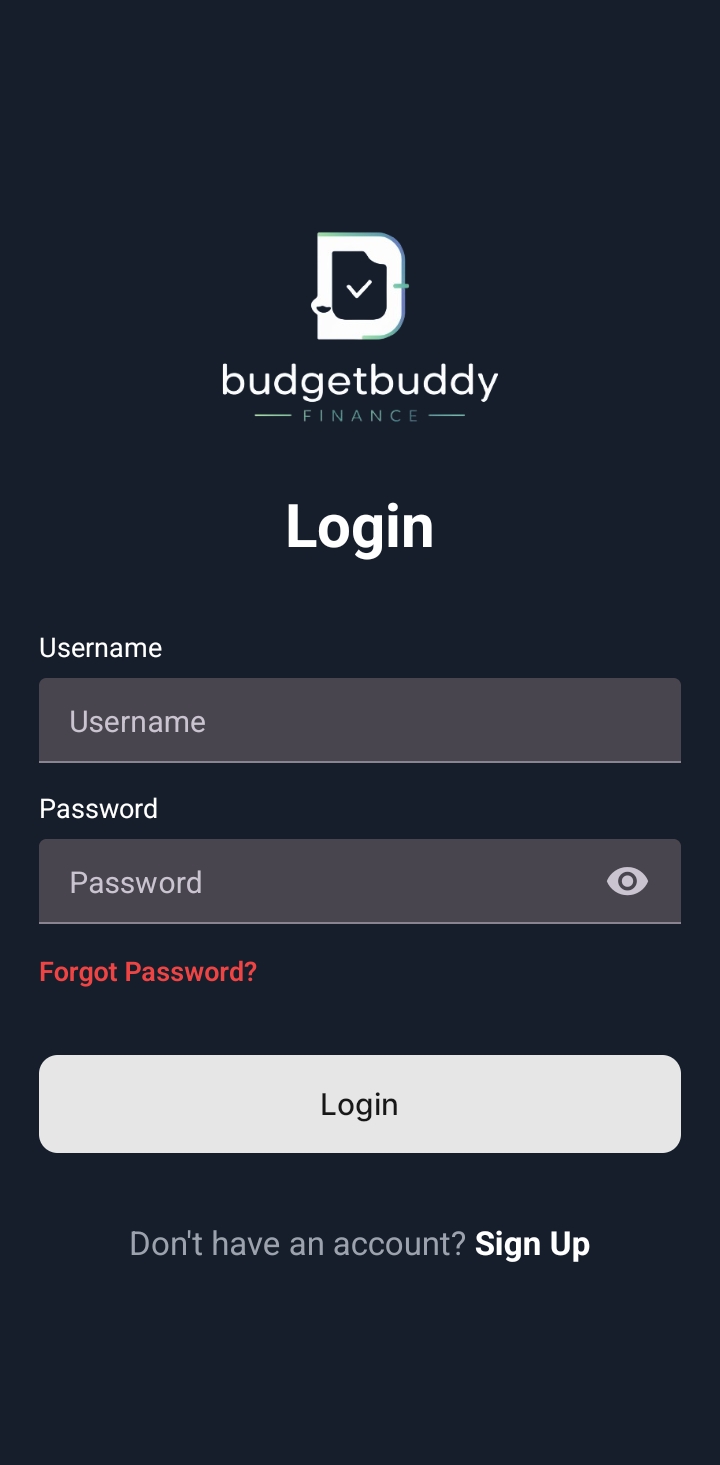 budgetbuddy
FINANCE
Login
Username
Username
Password
Password
Forgot Password?
Login
Don't have an account? Sign Up